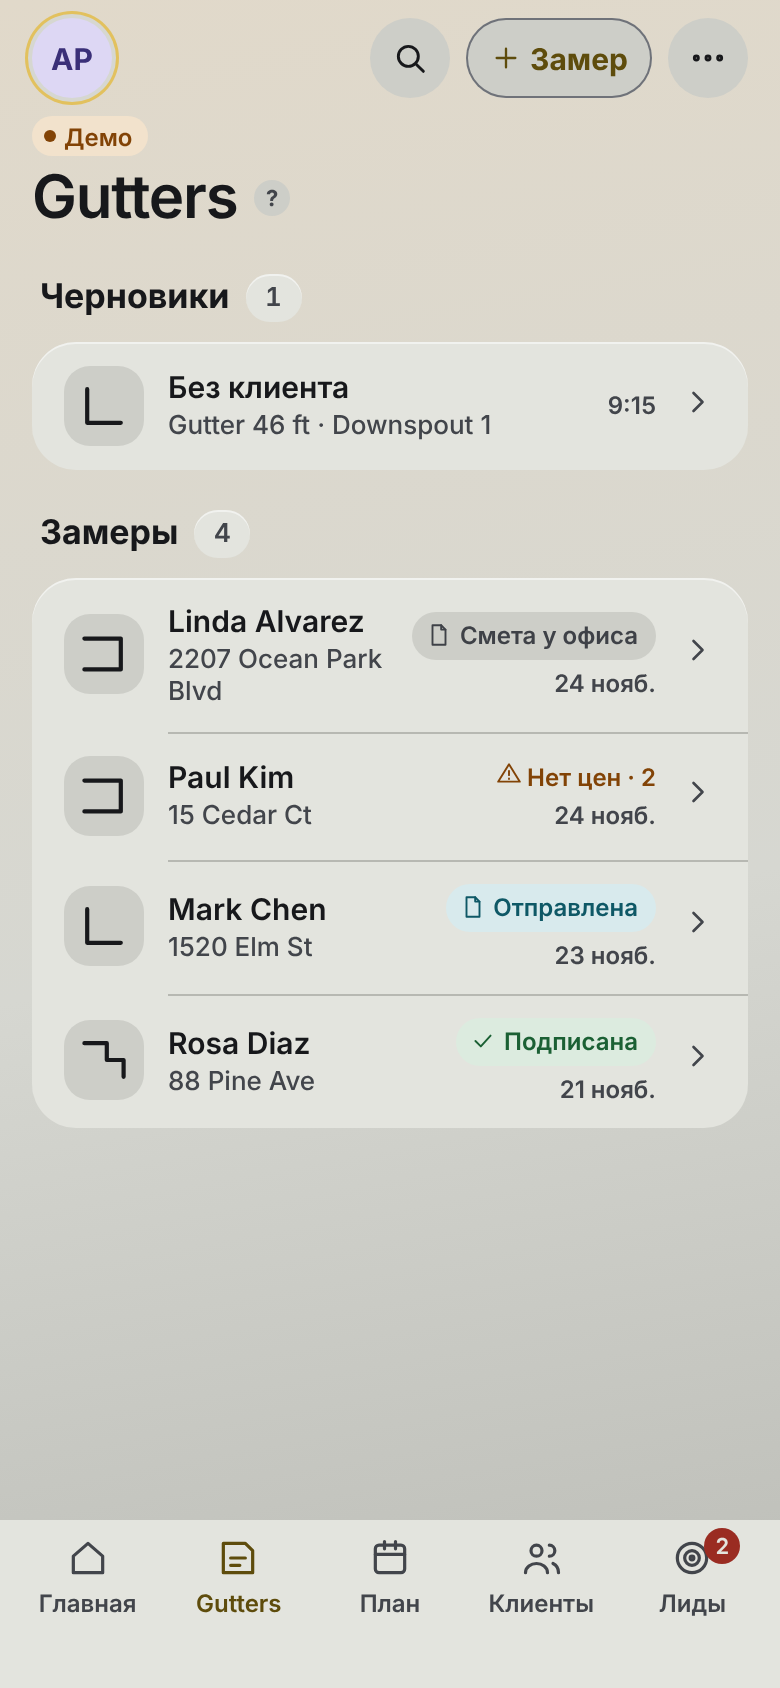 AP
+ Замер
Демо
Gutters ?
Черновики 1
Без клиента
Gutter 46 ft · Downspout 1
9:15
Замеры 4
Linda Alvarez
2207 Ocean Park
Blvd
Смета у офиса
24 нояб.
Paul Kim
15 Cedar Ct
Нет цен · 2
24 нояб.
Mark Chen
1520 Elm St
Отправлена
23 нояб.
Rosa Diaz
88 Pine Ave
Подписана
21 нояб.
Главная
Gutters
План
Клиенты
2
Лиды